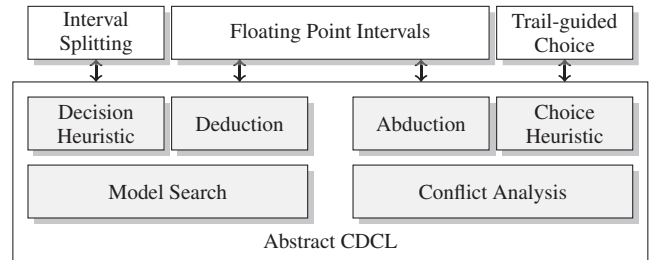 Interval
Splitting
Floating Point Intervals
Trail-guided
Choice
Decision
Heuristic
Deduction
Abduction
Choice
Heuristic
Model Search
Conflict Analysis
Abstract CDCL